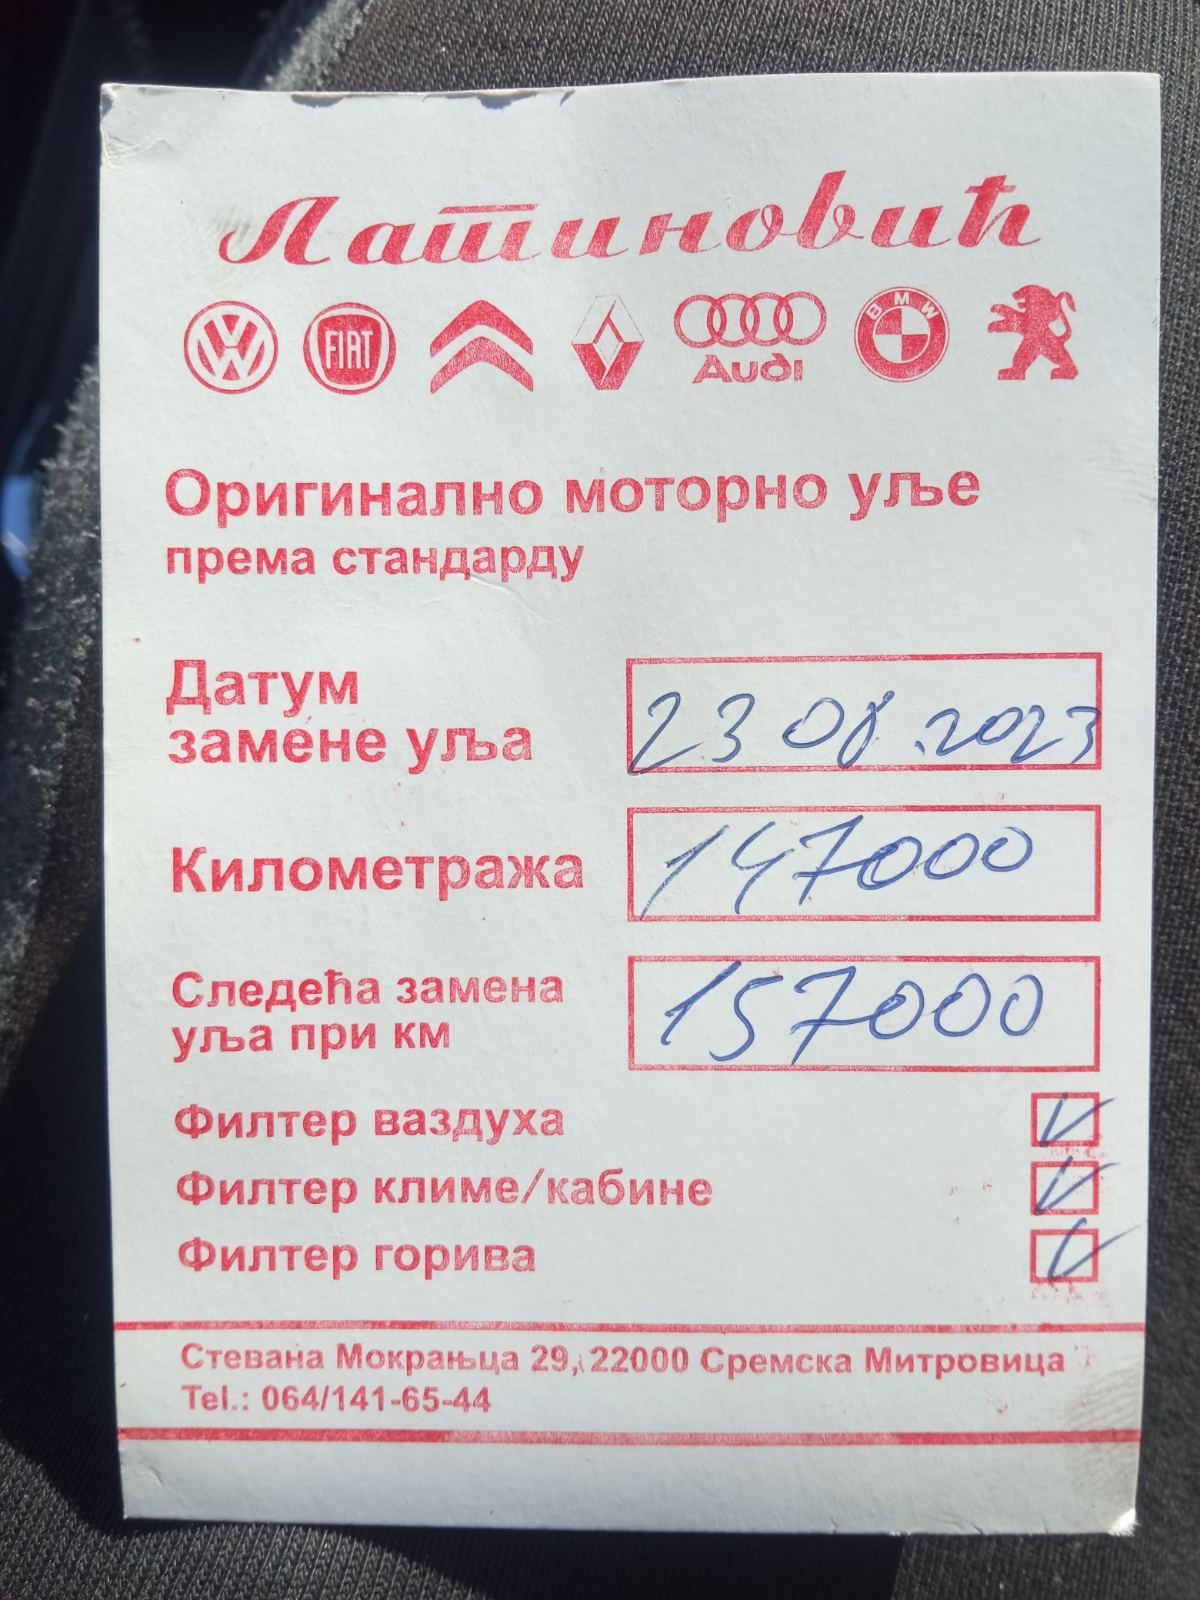 Латиновић
FIAT
Audi
BMW
Оригинално моторно уље
према стандарду
Датум
замене уља
23 08.2023
Километража
147000
Следећа замена
уља при км
157000
Филтер ваздуха
Филтер климе/кабине
Филтер горива
Стевана Мокрањца 29, 22000 Сремска Митровица
Tel.: 064/141-65-44